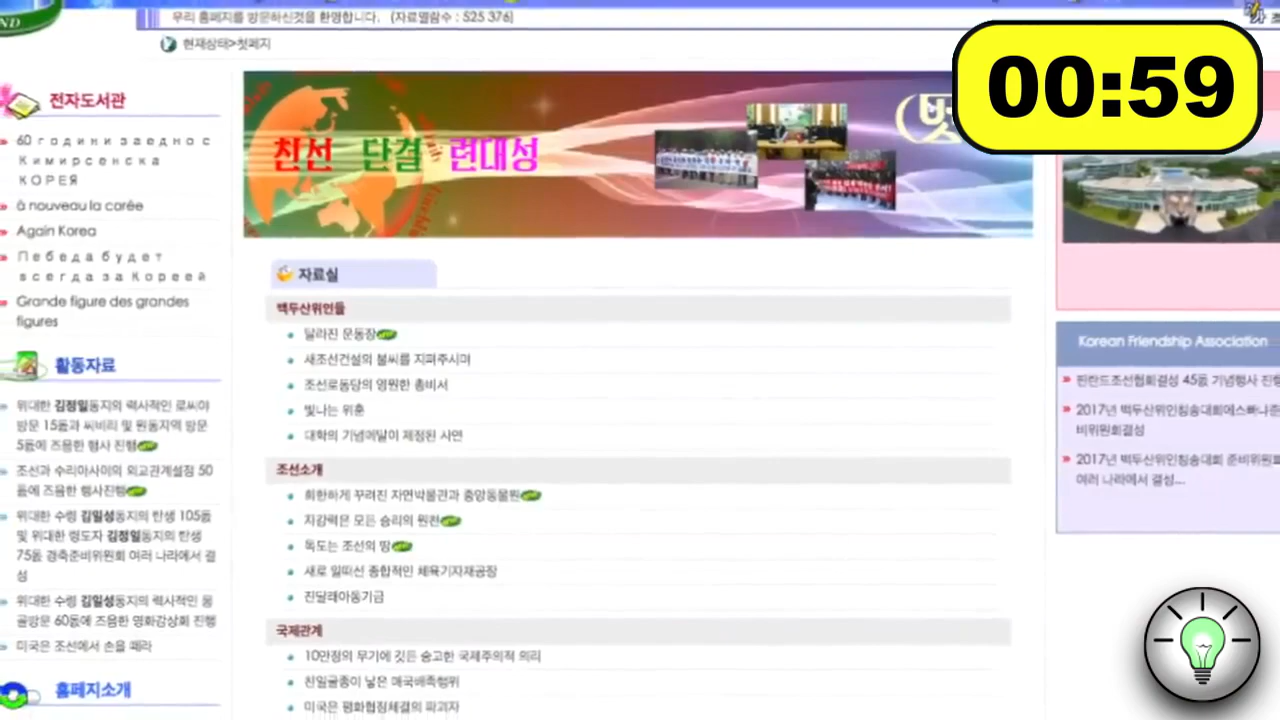 우리 홈페지를 방문하신것을 환영합니다. (자료열람수 : 525 376)
현재상태>첫페지
00:59
전자도서관
60 години заедно с
Кимирсенска
КОРЕЯ
à nouveau la corée
Again Korea
Победа будет
всегда за Кореей
Grande figure des grandes
figures
활동자료
위대한 김정일동지의 력사적인 로씨야
방문 15돐과 씨비리 및 원동지역 방문
5돐에 즈음한 행사 진행
조선과 수리아사이의 외교관계설정 50
돐에 즈음한 행사진행
위대한 수령 김일성동지의 탄생 105돐
및 위대한 령도자 김정일동지의 탄생
75돐 경축준비위원회 여러 나라에서 결
성
위대한 수령 김일성동지의 력사적인 몽
골방문 60돐에 즈음한 영화감상회 진행
미국은 조선에서 손을 떼라
홈페지소개
친선 단결 련대성
자료실
백두산위인들
달라진 운동장
새조선건설의 불씨를 지펴주시며
조선로동당의 영원한 총비서
빛나는 위훈
대학의 기념메달이 제정된 사연
조선소개
희한하게 꾸려진 자연박물관과 중앙동물원
자강력은 모든 승리의 원천
독도는 조선의 땅
새로 일떠선 종합적인 체육기자재공장
진달래아동기금
국제관계
10만정의 무기에 깃든 숭고한 국제주의적 의리
친일굴종이 낳은 매국배족행위
미국은 평화협정체결의 파괴자
Korean Friendship Association
핀란드조선협회결성 45돐 기념행사 진행
2017년 백두산위인칭송대회에스빠냐준
비위원회결성
2017년 백두산위인칭송대회 준비위원회
여러 나라에서 결성...